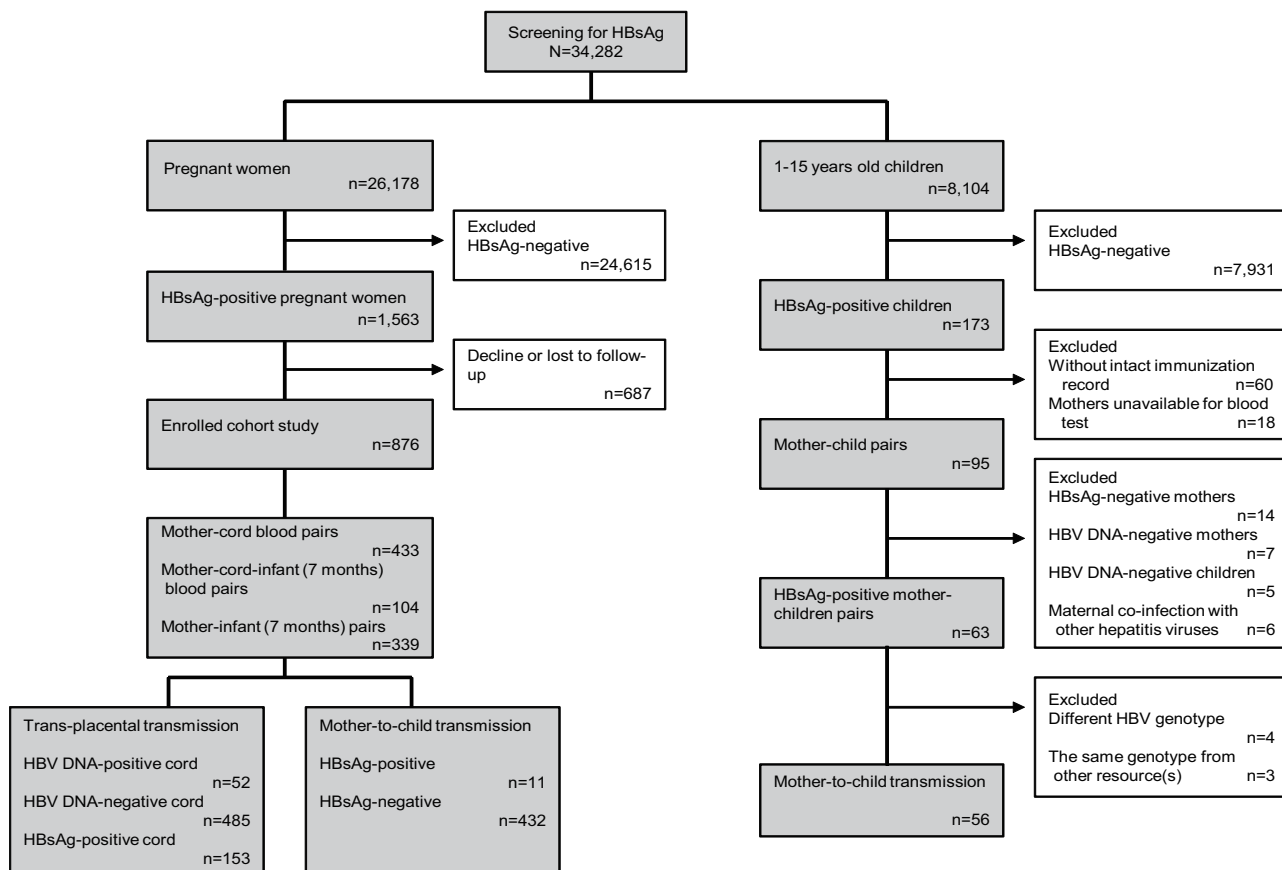 Screening for HBsAg
N=34,282
Pregnant women
n=26,178
Excluded
HBsAg-negative
n=24,615
HBsAg-positive pregnant women
n=1,563
Decline or lost to follow-
up
n=687
Enrolled cohort study
n=876
Mother-cord blood pairs
n=433
Mother-cord-infant (7 months)
blood pairs
n=104
Mother-infant (7 months) pairs
n=339
Trans-placental transmission
HBV DNA-positive cord
n=52
HBV DNA-negative cord
n=485
HBsAg-positive cord
n=153
Mother-to-child transmission
HBsAg-positive
n=11
HBsAg-negative
n=432
1-15 years old children
n=8,104
Excluded
HBsAg-negative
n=7,931
HBsAg-positive children
n=173
Excluded
Without intact immunization
record n=60
Mothers unavailable for blood
test n=18
Mother-child pairs
n=95
Excluded
HBsAg-negative mothers
n=14
HBV DNA-negative mothers
n=7
HBV DNA-negative children
n=5
Maternal co-infection with
other hepatitis viruses n=6
HBsAg-positive mother-
children pairs
n=63
Excluded
Different HBV genotype
n=4
The same genotype from
other resource(s) n=3
Mother-to-child transmission
n=56